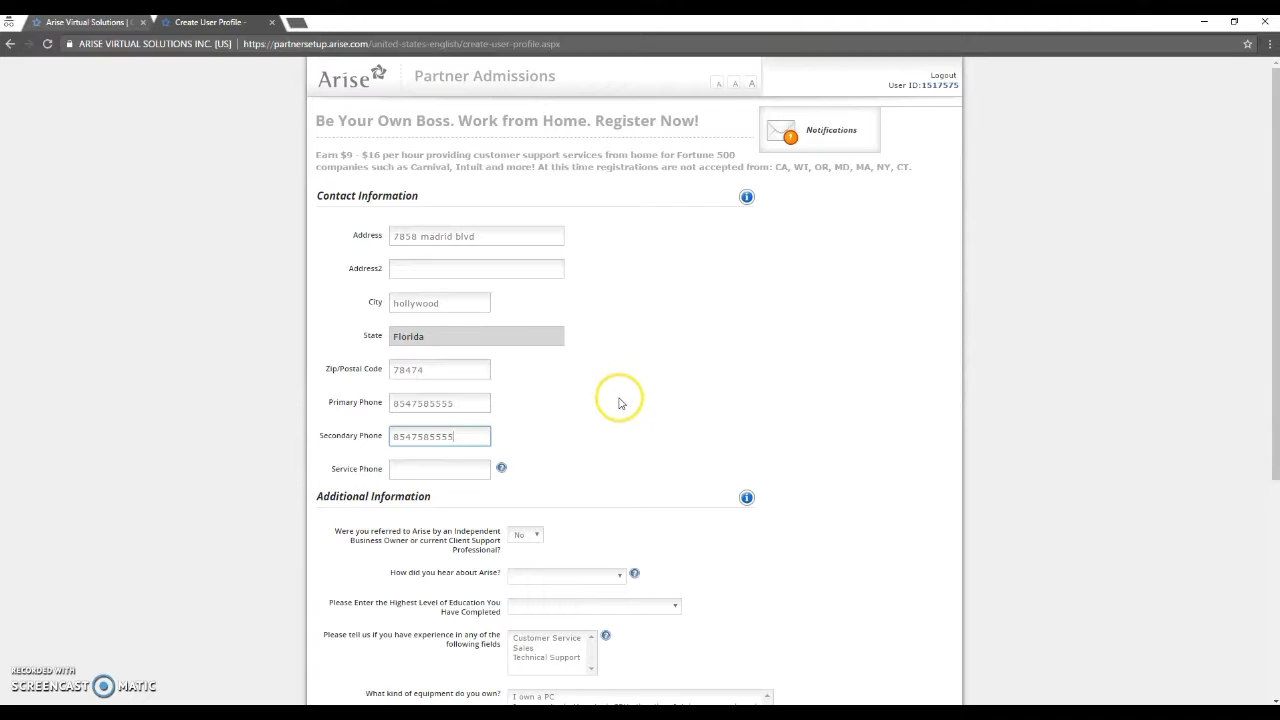 Arise Virtual Solutions | C
Create User Profile -
ARISE VIRTUAL SOLUTIONS INC. [US] https://partnersetup.arise.com/united-states-english/create-user-profile.aspx
Arise
Partner Admissions
A A A
Logout
User ID:1517575
Be Your Own Boss. Work from Home. Register Now!
Notifications
Earn $9 - $16 per hour providing customer support services from home for Fortune 500
companies such as Carnival, Intuit and more! At this time registrations are not accepted from: CA, WI, OR, MD, MA, NY, CT.
Contact Information
Address 7858 madrid blvd
Address2
City hollywood
State Florida
Zip/Postal Code 78474
Primary Phone 8547585555
Secondary Phone 8547585555
Service Phone
Additional Information
Were you referred to Arise by an Independent
Business Owner or current Client Support
Professional?
No
How did you hear about Arise?
Please Enter the Highest Level of Education You
Have Completed
Please tell us if you have experience in any of the
following fields
Customer Service
Sales
Technical Support
What kind of equipment do you own?
I own a PC
RECORDED WITH
SCREENCAST MATIC